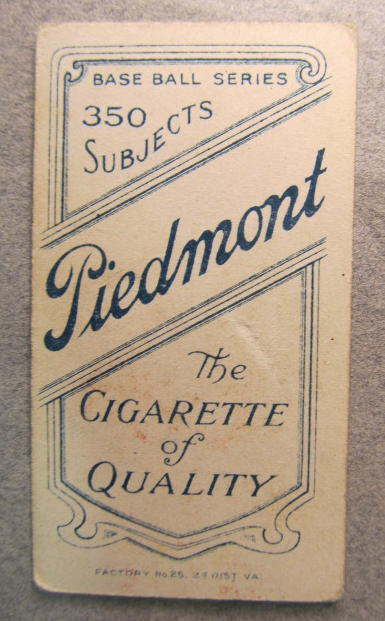 BASE BALL SERIES
350
SUBJECTS
Piedmont
The
CIGARETTE
of
QUALITY
FACTORY No. 25, 2ND DIST VA.